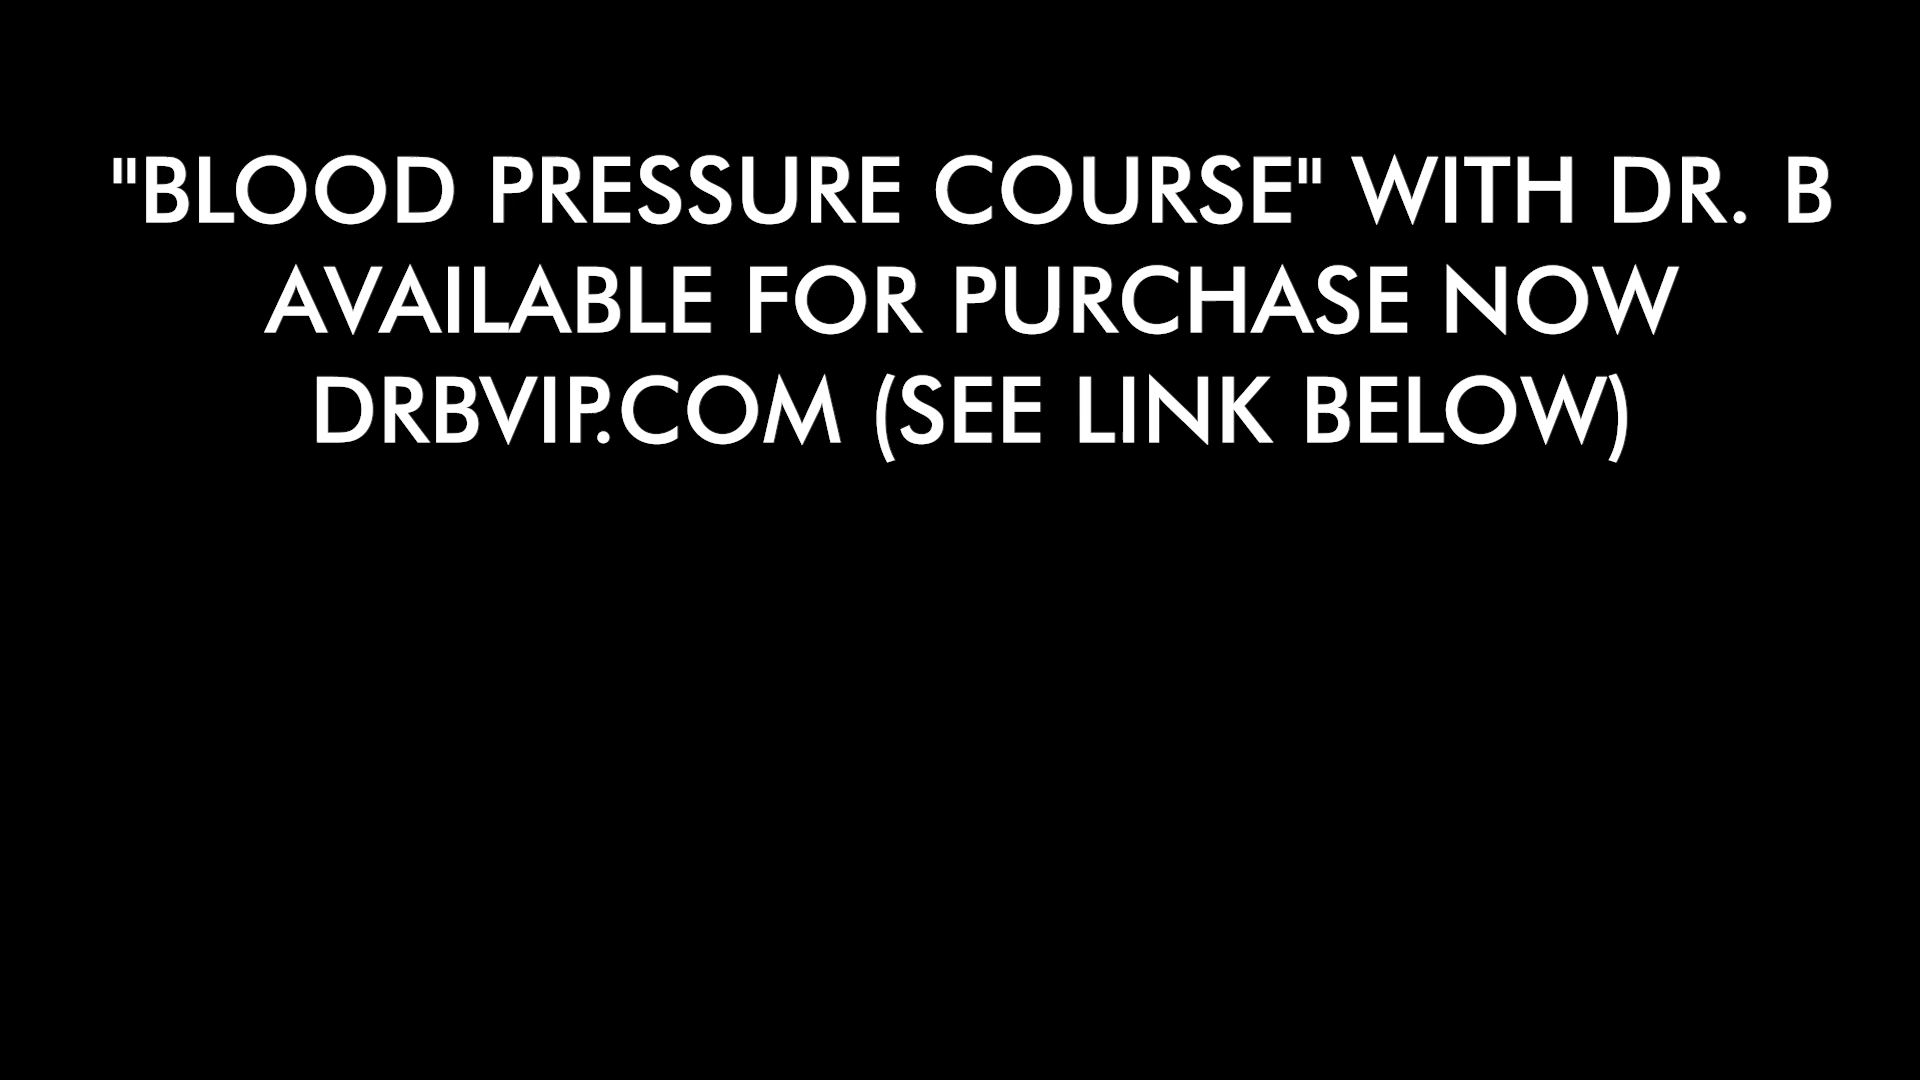 "BLOOD PRESSURE COURSE" WITH DR. B
AVAILABLE FOR PURCHASE NOW
DRBVIP.COM (SEE LINK BELOW)